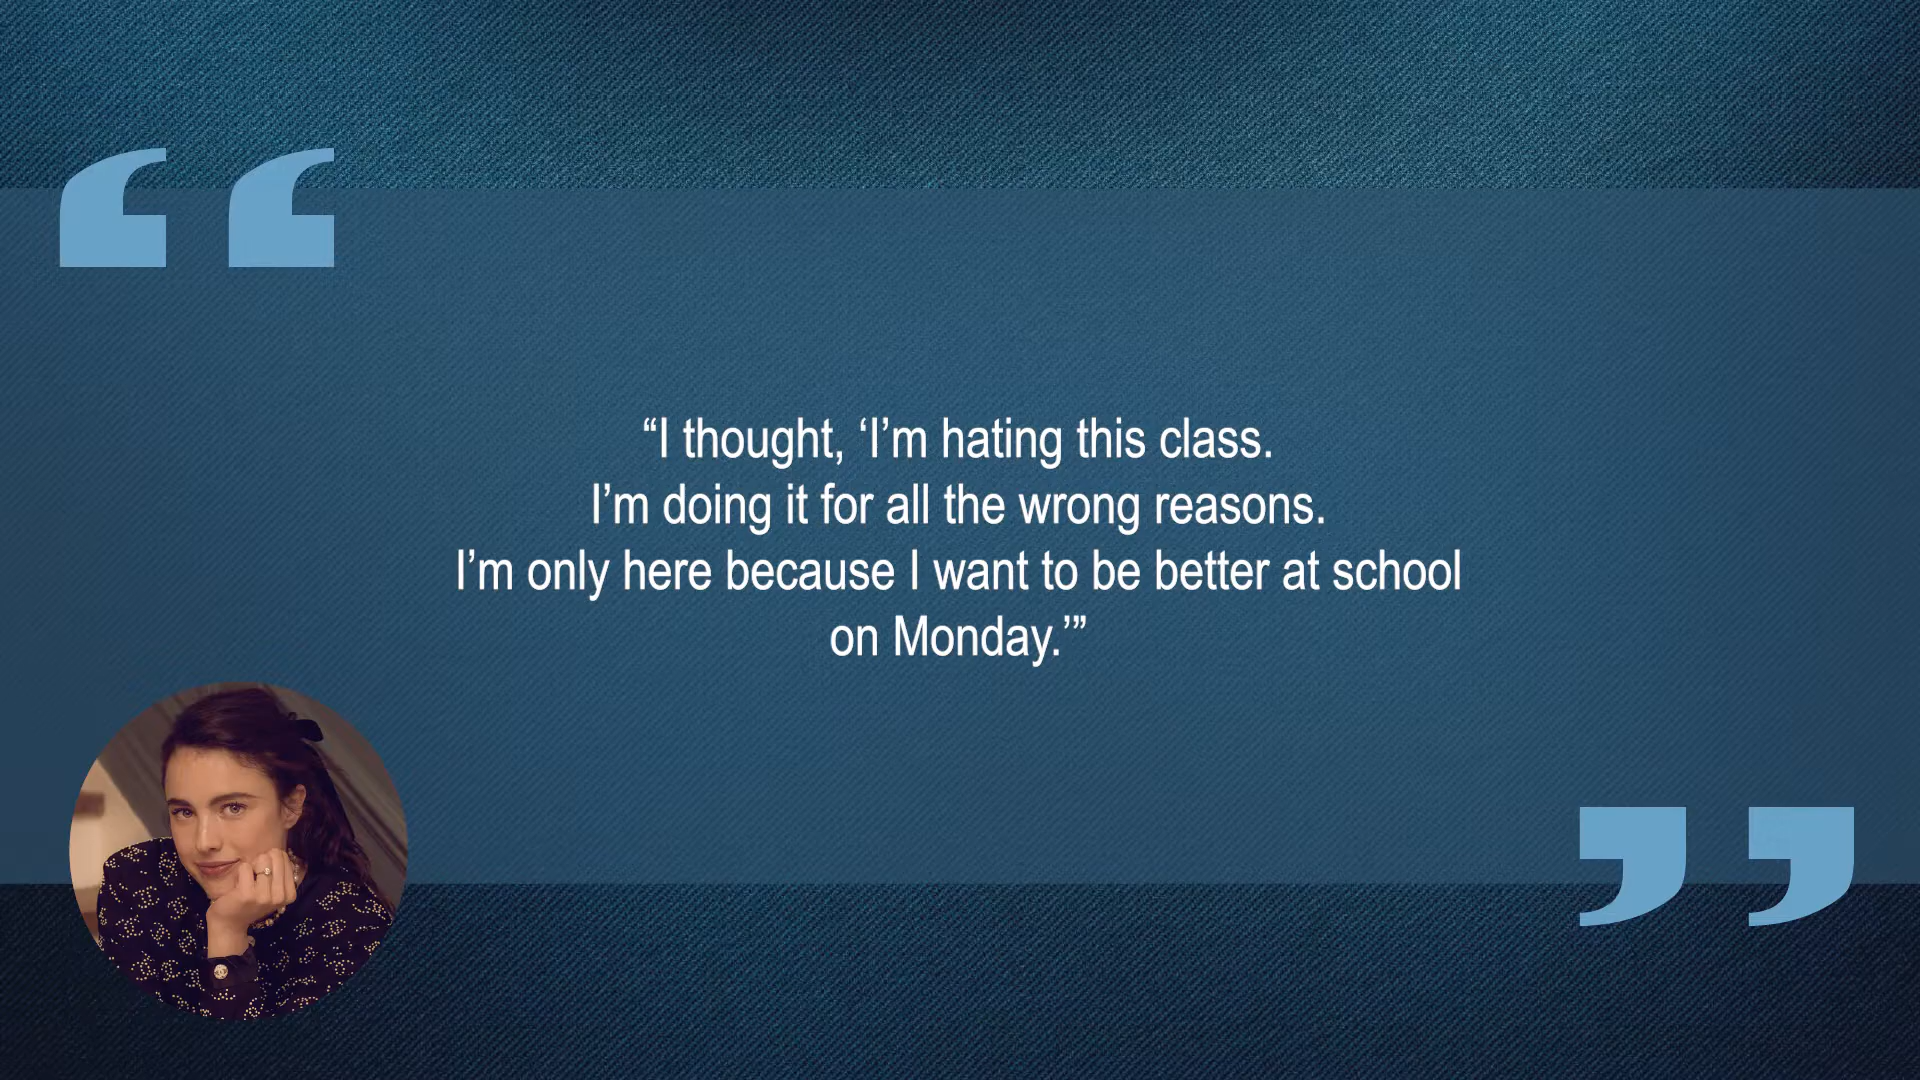 “I thought, ‘I’m hating this class.
I’m doing it for all the wrong reasons.
I’m only here because I want to be better at school
on Monday.’”